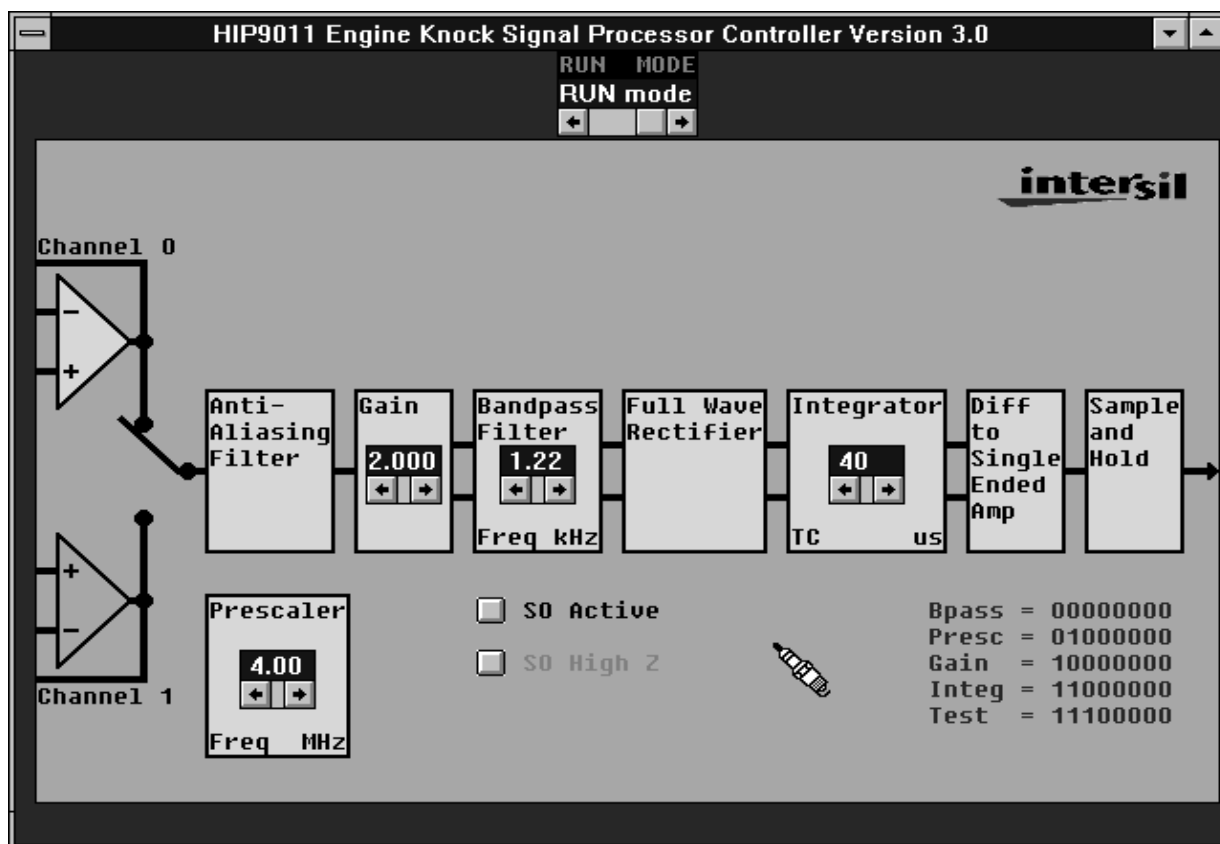 HIP9011 Engine Knock Signal Processor Controller Version 3.0
RUN MODE
RUN mode
intersil
Channel 0
-
+
Anti-
Aliasing
Filter
Gain
2.000
Bandpass
Filter
1.22
Freq kHz
Full Wave
Rectifier
Integrator
40
TC us
Diff
to
Single
Ended
Amp
Sample
and
Hold
+
-
Channel 1
Prescaler
4.00
Freq MHz
SO Active
SO High Z
Bpass = 00000000
Presc = 01000000
Gain = 10000000
Integ = 11000000
Test = 11100000